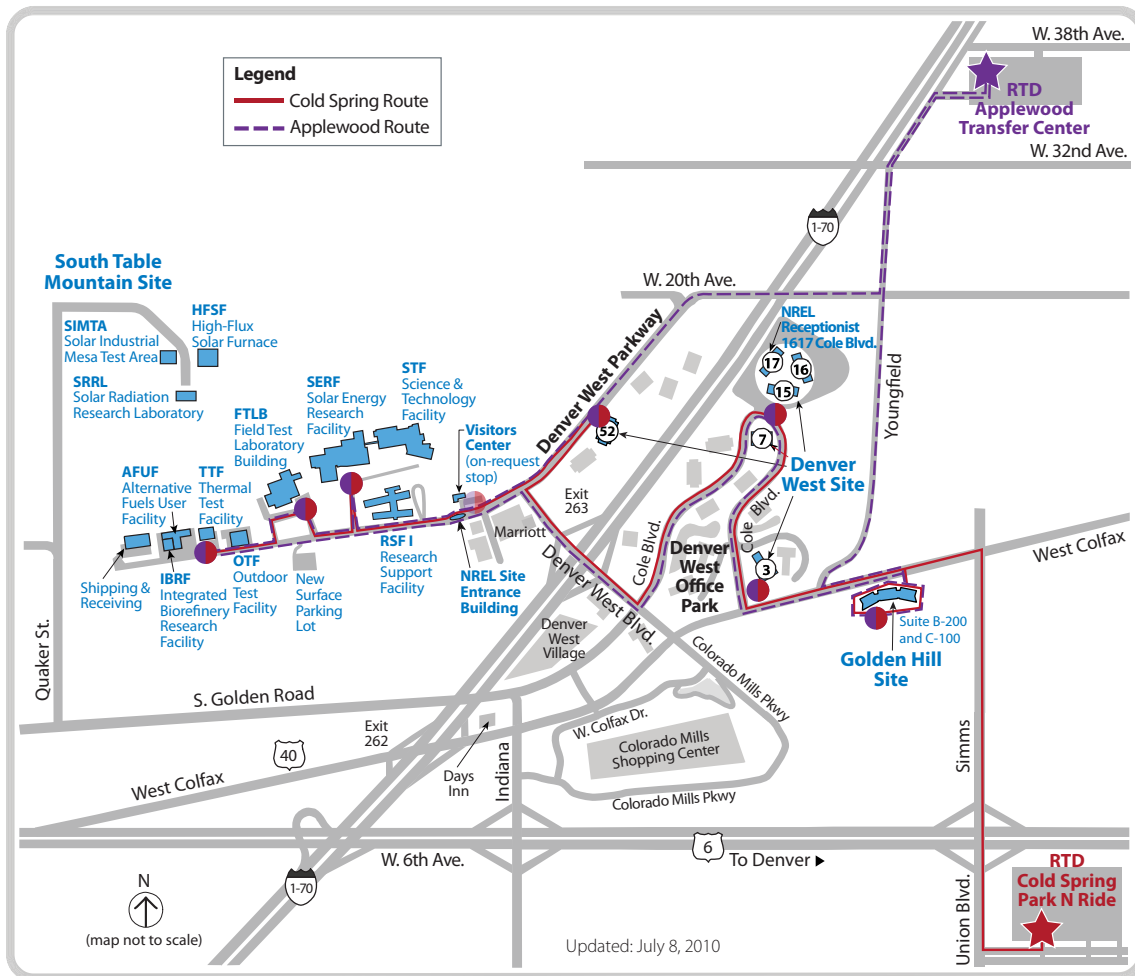 W. 38th Ave.
Legend
Cold Spring Route
Applewood Route
RTD
Applewood
Transfer Center
W. 32nd Ave.
1-70
South Table
Mountain Site
W. 20th Ave.
SIMTA
Solar Industrial
Mesa Test Area
HFSF
High-Flux
Solar Furnace
NREL
Receptionist
1617 Cole Blvd.
17
16
15
SRRL
Solar Radiation
Research Laboratory
SERF
Solar Energy
Research
Facility
STF
Science &
Technology
Facility
Denver West Parkway
Youngfield
FTLB
Field Test
Laboratory
Building
Visitors
Center
(on-request
stop)
52
7
Denver
West Site
AFUF
Alternative
Fuels User
Facility
TTF
Thermal
Test
Facility
Exit
263
Marriott
Cole Blvd.
Cole Blvd.
Denver
West
Office
Park
3
West Colfax
RSF I
Research
Support
Facility
NREL Site
Entrance
Building
Denver West Blvd.
Shipping &
Receiving
IBRF
Integrated
Biorefinery
Research
Facility
OTF
Outdoor
Test
Facility
New
Surface
Parking
Lot
Suite B-200
and C-100
Golden Hill
Site
Denver
West
Village
Quaker St.
S. Golden Road
Colorado Mills Pkwy
W. Colfax Dr.
Exit
262
40
Colorado Mills
Shopping Center
Simms
West Colfax
Days
Inn
Indiana
Colorado Mills Pkwy
6
To Denver
W. 6th Ave.
1-70
RTD
Cold Spring
Park N Ride
N
(map not to scale)
Updated: July 8, 2010
Union Blvd.